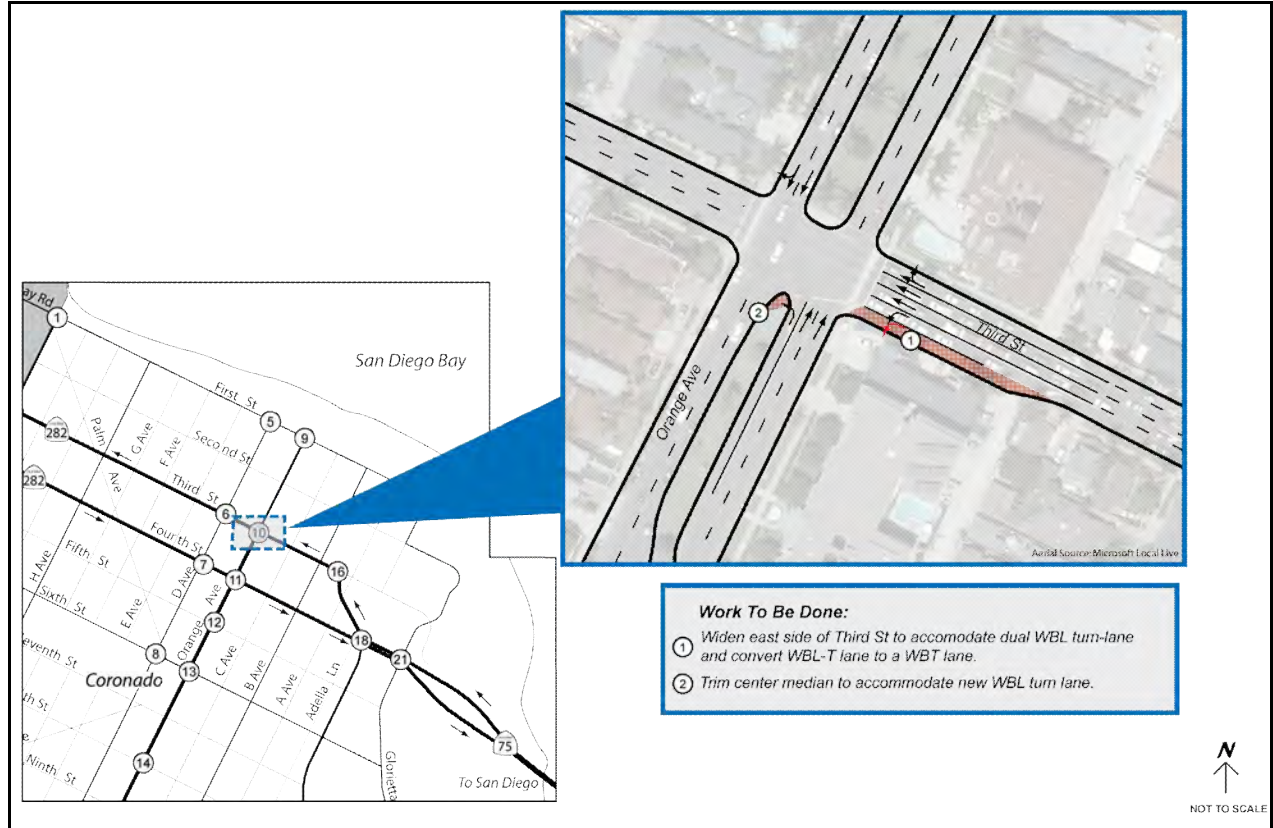 ay Rd
1
San Diego Bay
First St
5
9
282
Palm Ave
G Ave
F Ave
Second St
282
Third St
6
10
Fourth St
H Ave
Fifth St
7
D Ave
11
16
Sixth St
E Ave
Orange Ave
12
C Ave
B Ave
A Ave
Adella Ln
18
21
eventh St
8
13
Coronado
th St
e.
14
Ninth St
Glorietta
75
To San Diego
2
1
Third St
Orange Ave
Aerial Source: Microsoft Local Live
Work To Be Done:
1 Widen east side of Third St to accomodate dual WBL turn-lane
and convert WBL-T lane to a WBT lane.
2 Trim center median to accommodate new WBL turn lane.
N
NOT TO SCALE